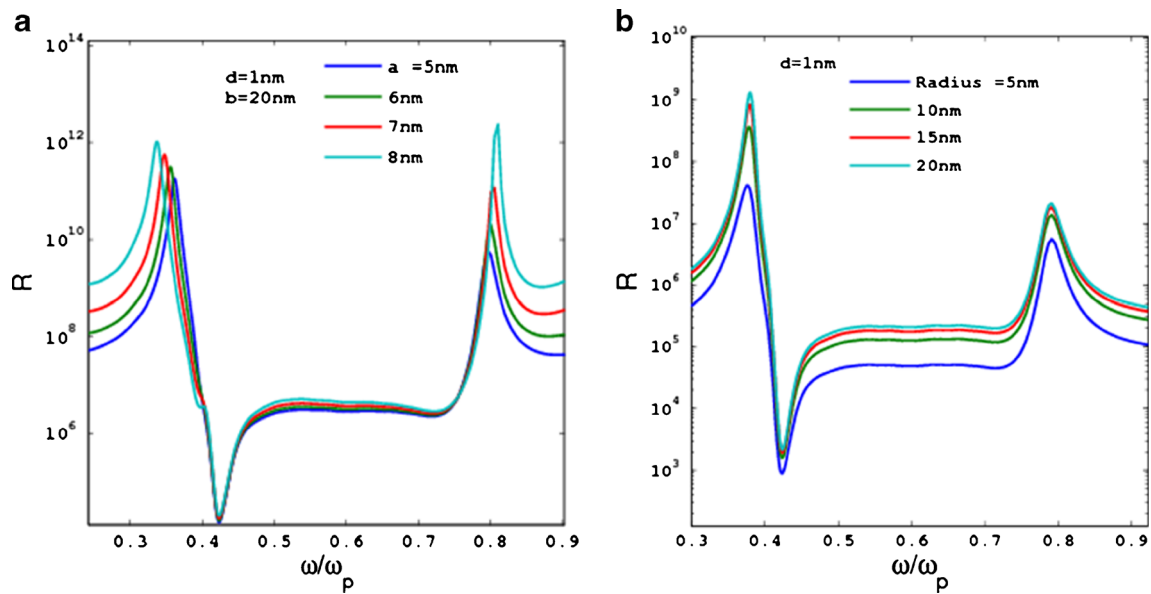 a
10^14
10^12
10^10
10^8
10^6
R
d=1nm
b=20nm
a =5nm
6nm
7nm
8nm
0.3 0.4 0.5 0.6 0.7 0.8 0.9
ω/ω_p
b
10^10
10^9
10^8
10^7
10^6
10^5
10^4
10^3
R
d=1nm
Radius =5nm
10nm
15nm
20nm
0.3 0.4 0.5 0.6 0.7 0.8 0.9
ω/ω_p